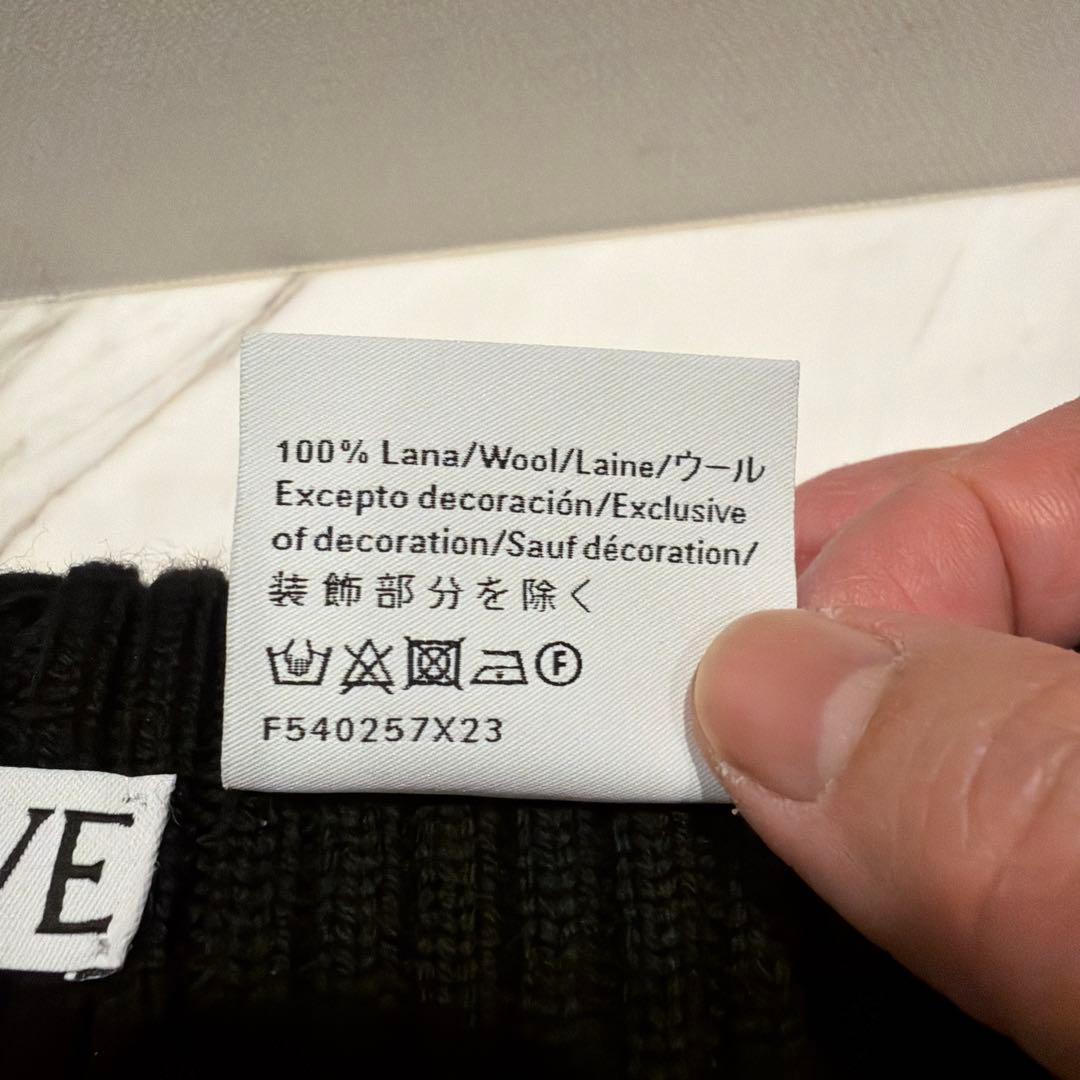 100% Lana/Wool/Laine/ウール
Excepto decoración/Exclusive
of decoration/Sauf décoration/
装飾部分を除く
F
F540257X23
VE